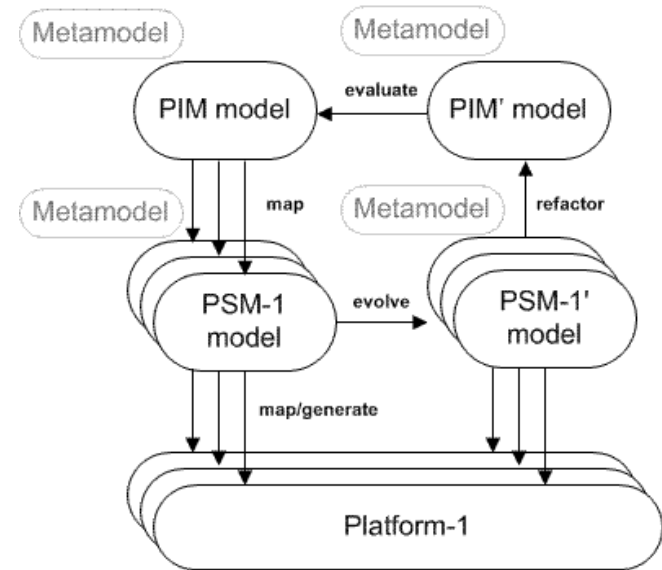 Metamodel
Metamodel
PIM model
evaluate
PIM' model
Metamodel
map
Metamodel
refactor
PSM-1
model
evolve
PSM-1'
model
map/generate
Platform-1